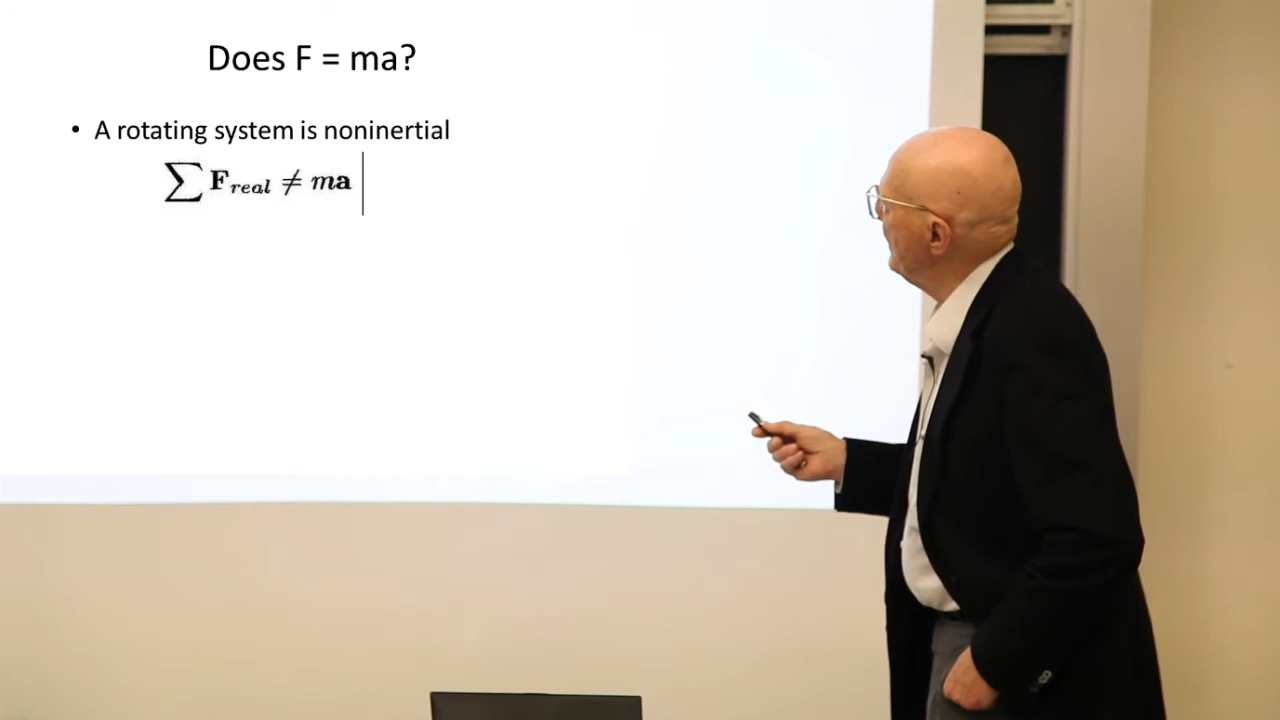 Does F = ma?
• A rotating system is noninertial
∑ F_real ≠ ma |